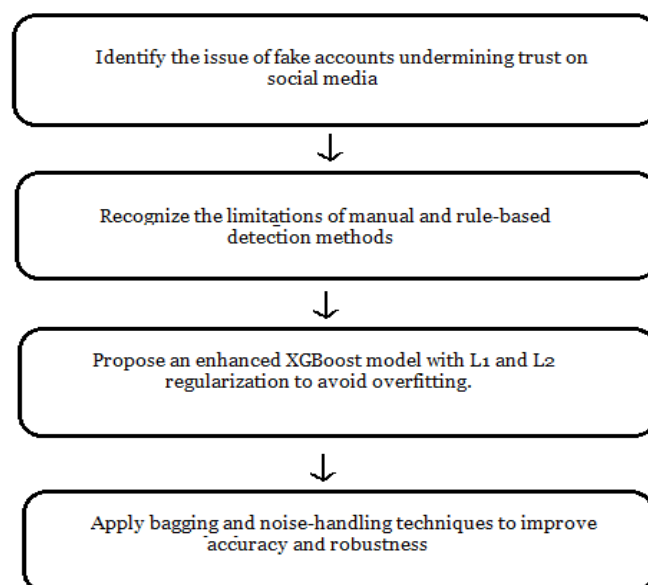 Identify the issue of fake accounts undermining trust on
social media
Recognize the limitations of manual and rule-based
detection methods
Propose an enhanced XGBoost model with L1 and L2
regularization to avoid overfitting.
Apply bagging and noise-handling techniques to improve
accuracy and robustness